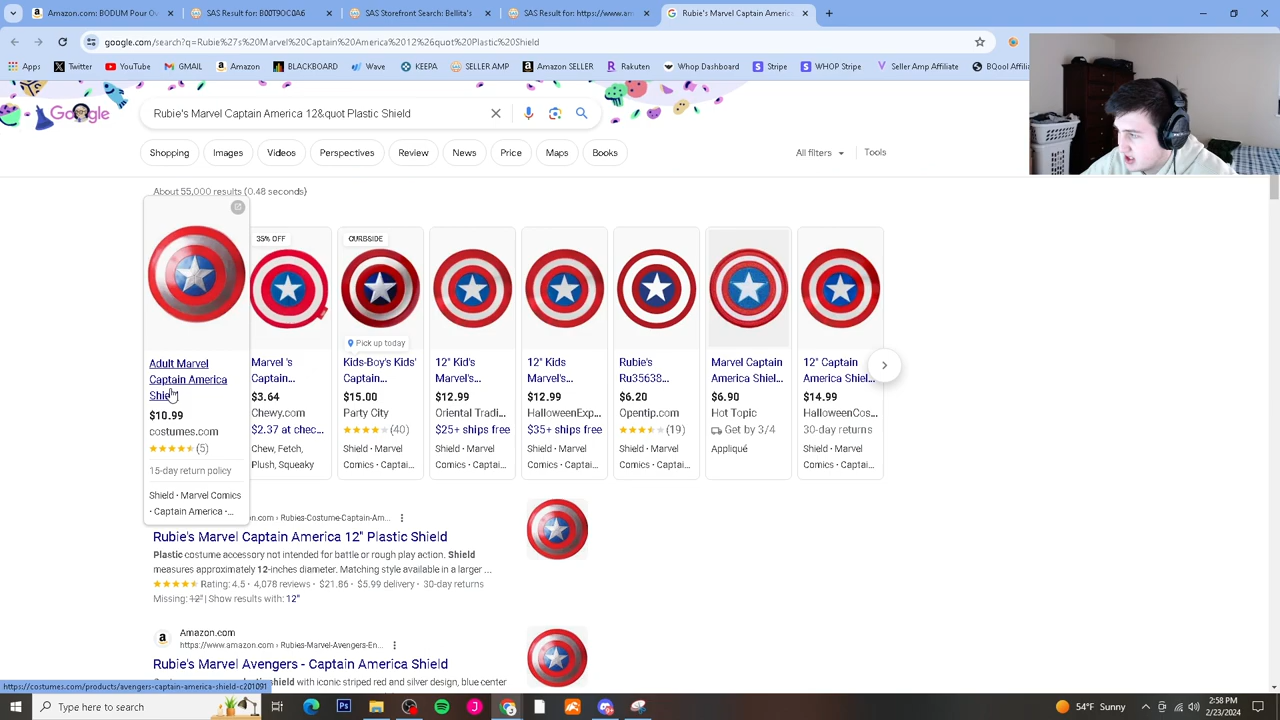 Amazon.com: BODUM Pour Ov
SAS Result for: B00T9OC0A6
SAS Storefront Search: Bellita's
SAS Result for: https://www.am
Rubie's Marvel Captain America
google.com/search?q=Rubie%27s%20Marvel%20Captain%20America%2012%26quot%20Plastic%20Shield
Apps Twitter YouTube GMAIL Amazon BLACKBOARD Wave KEEPA SELLER AMP Amazon SELLER Rakuten Whop Dashboard Stripe WHOP Stripe Seller Amp Affiliate BQool Affilia
Google
Rubie's Marvel Captain America 12&quot Plastic Shield
Shopping Images Videos Perspectives Review News Price Maps Books All filters Tools
About 55,000 results (0.48 seconds)
Adult Marvel
Captain America
Shield
$10.99
costumes.com
(5)
15-day return policy
Shield · Marvel Comics
· Captain America ·...
35% OFF
Marvel 's
Captain...
$3.64
Chewy.com
$2.37 at chec...
Chew, Fetch,
Plush, Squeaky
CURBSIDE
Pick up today
Kids-Boy's Kids'
Captain...
$15.00
Party City
(40)
Shield · Marvel
Comics · Captai...
12" Kid's
Marvel's...
$12.99
Oriental Tradi...
$25+ ships free
Shield · Marvel
Comics · Captai...
12" Kids
Marvel's...
$12.99
HalloweenExp...
$35+ ships free
Shield · Marvel
Comics · Captai...
Rubie's
Ru35638...
$6.20
Opentip.com
(19)
Shield · Marvel
Comics · Captai...
Marvel Captain
America Shiel...
$6.90
Hot Topic
Get by 3/4
Appliqué
12" Captain
America Shiel...
$14.99
HalloweenCos...
30-day returns
Shield · Marvel
Comics · Captai...
on.com › Rubies-Costume-Captain-Am...
Rubie's Marvel Captain America 12" Plastic Shield
Plastic costume accessory not intended for battle or rough play action. Shield
measures approximately 12-inches diameter. Matching style available in a larger ...
Rating: 4.5 · 4,078 reviews · $21.86 · $5.99 delivery · 30-day returns
Missing: 12" | Show results with: 12"
Amazon.com
https://www.amazon.com › Rubies-Marvel-Avengers-En...
Rubie's Marvel Avengers - Captain America Shield
shield with iconic striped red and silver design, blue center
https://costumes.com/products/avengers-captain-america-shield-c201091
Type here to search
54°F Sunny
2:58 PM
2/23/2024